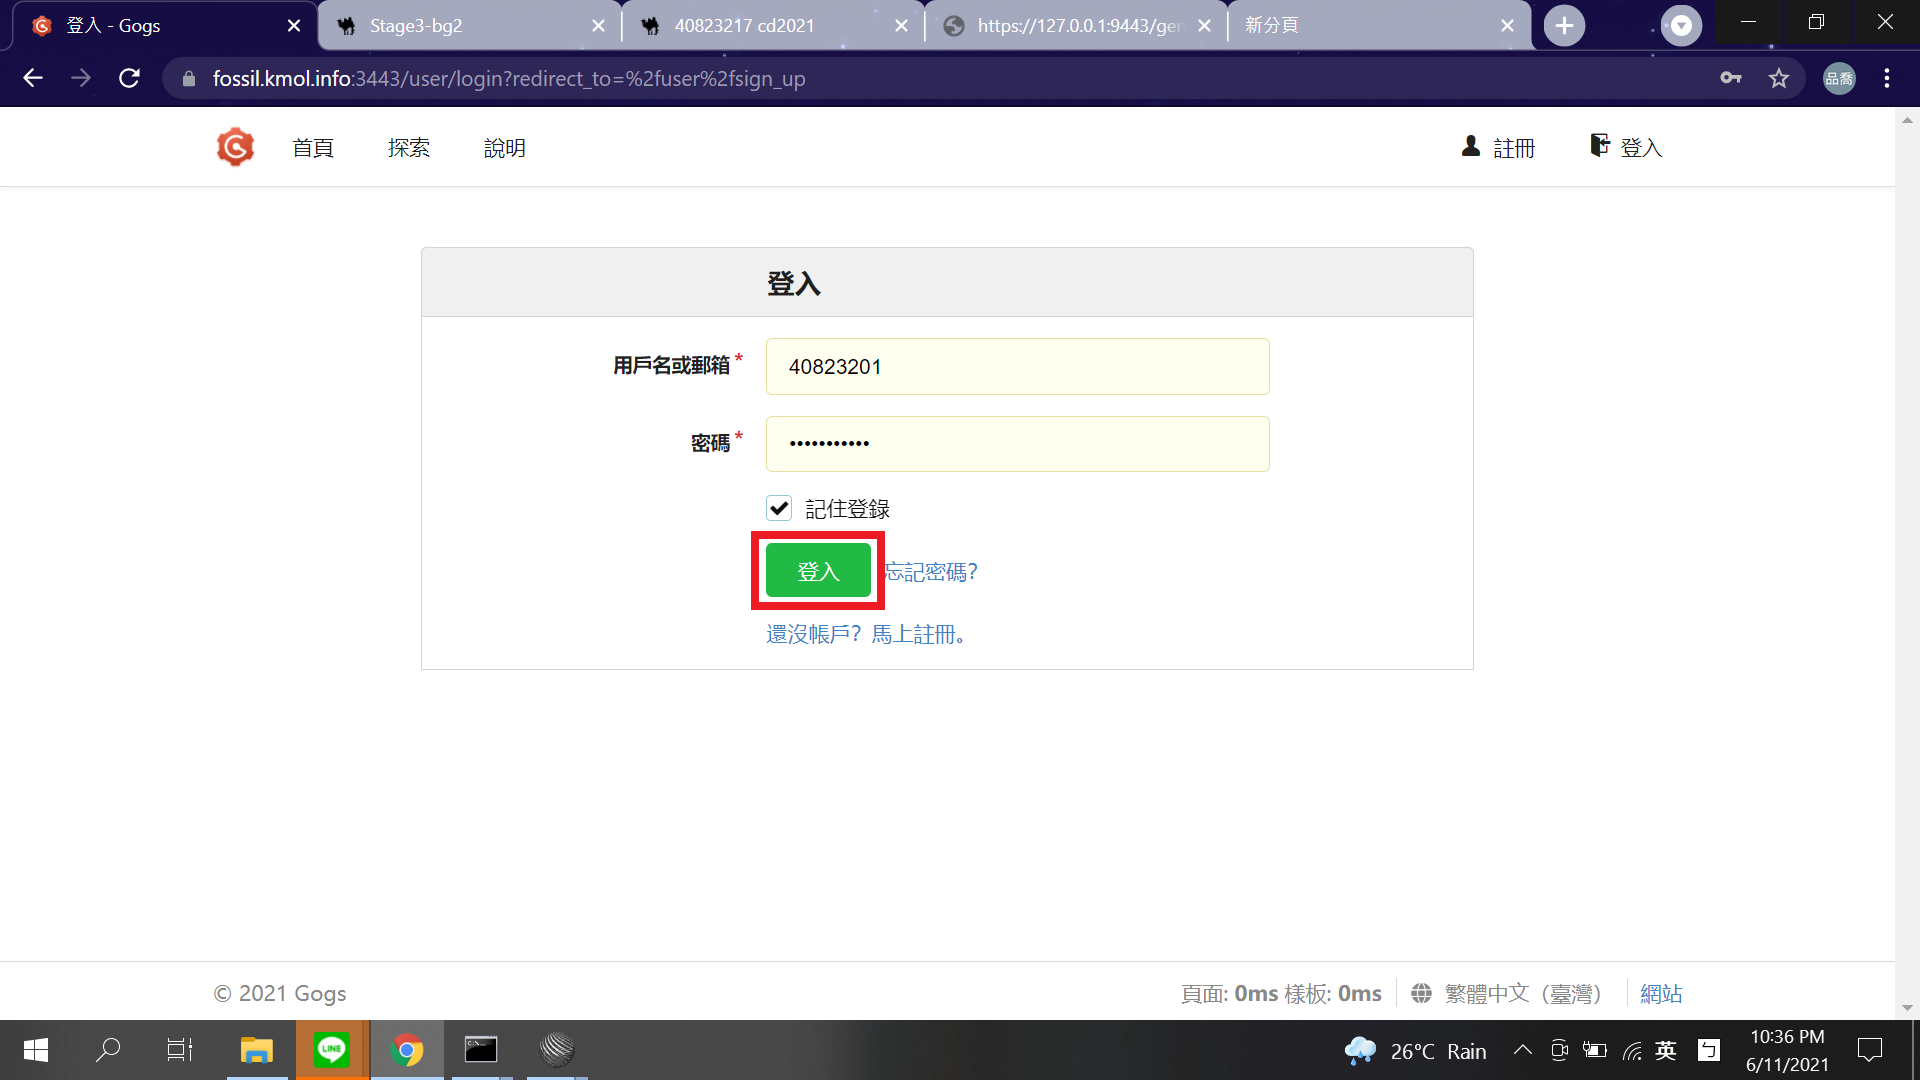 登入 - Gogs
Stage3-bg2
40823217 cd2021
https://127.0.0.1:9443/ger
新分頁
fossil.kmol.info:3443/user/login?redirect_to=%2fuser%2fsign_up
品喬
首頁 探索 說明 註冊 登入
登入
用戶名或郵箱*
40823201
密碼*
•••••••••••
記住登錄
登入 忘記密碼?
還沒帳戶？馬上註冊。
© 2021 Gogs
頁面: 0ms 樣板: 0ms 繁體中文（臺灣） 網站
LINE
C:\
26°C Rain
英
ㄅ
10:36 PM
6/11/2021